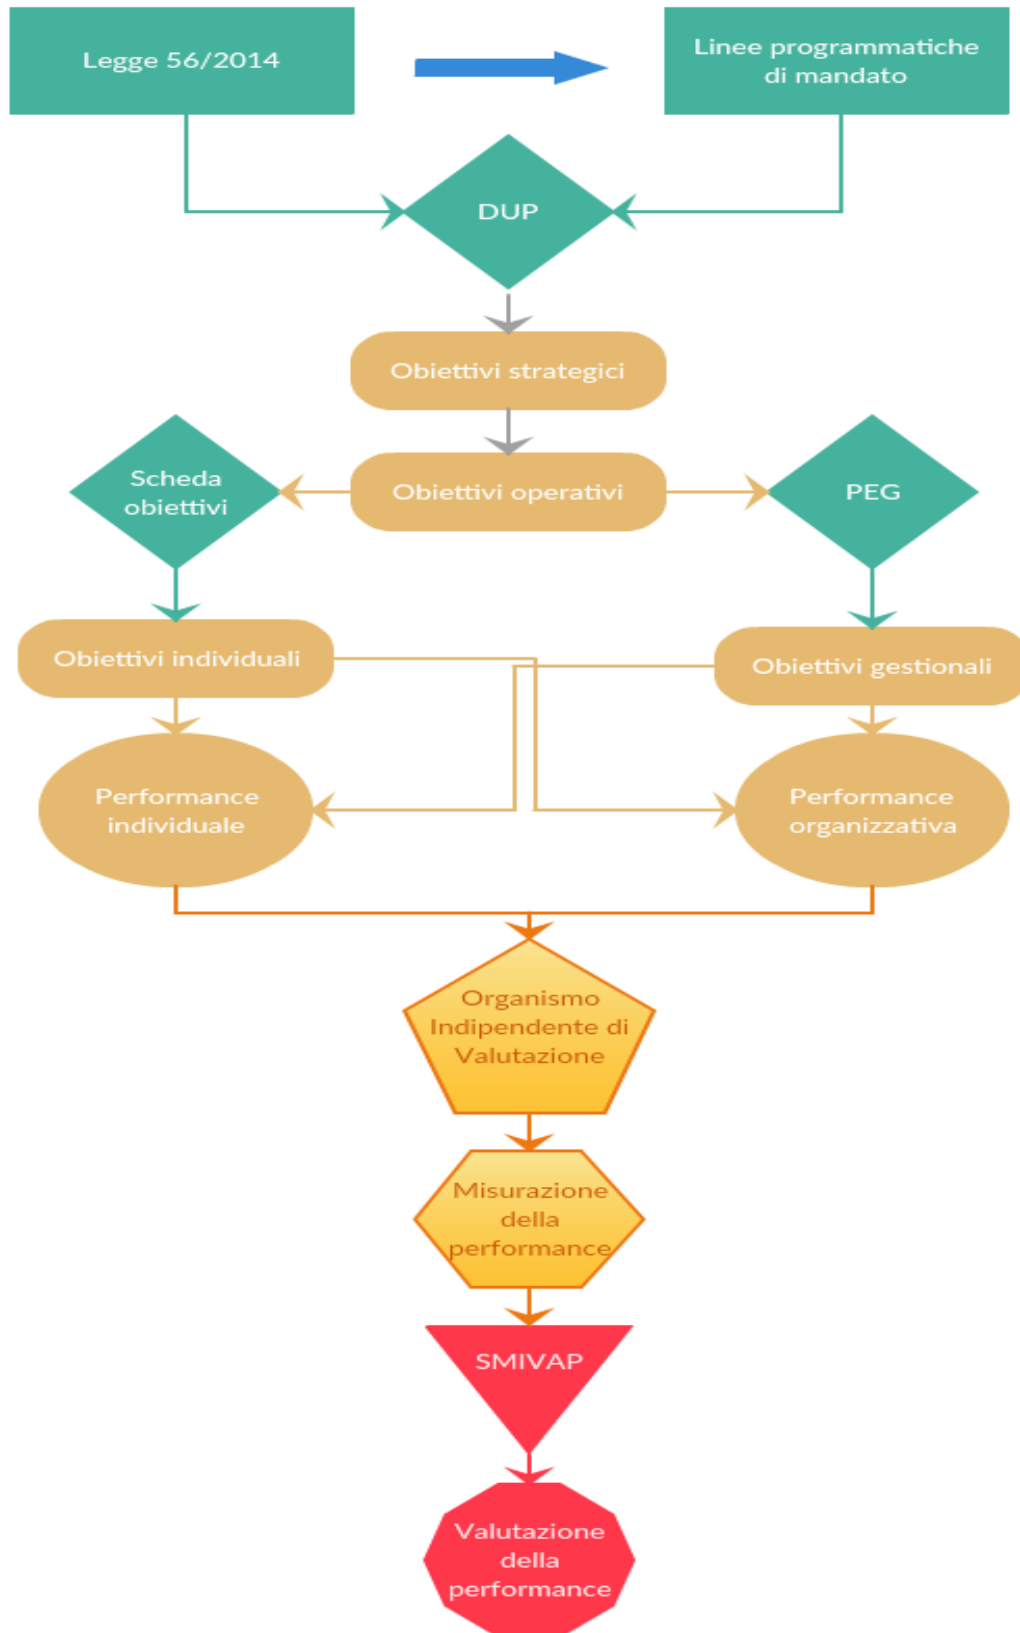 Legge 56/2014
Linee programmatiche
di mandato
DUP
Obiettivi strategici
Scheda
obiettivi
Obiettivi operativi
PEG
Obiettivi individuali
Obiettivi gestionali
Performance
individuale
Performance
organizzativa
Organismo
Indipendente di
Valutazione
Misurazione
della
performance
SMIVAP
Valutazione
della
performance